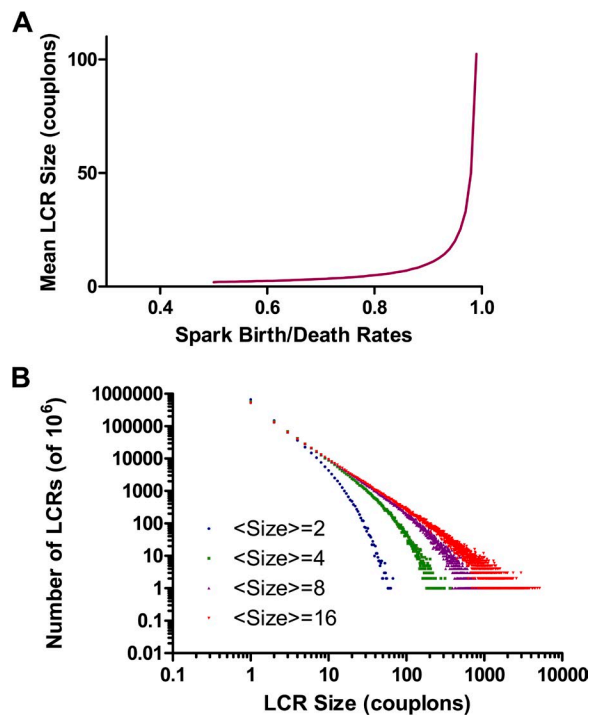 A
Mean LCR Size (couplons)
100
50
0
0.4 0.6 0.8 1.0
Spark Birth/Death Rates
B
Number of LCRs (of 10⁶)
1000000
100000
10000
1000
100
10
1
0.1
0.01
<Size>=2
<Size>=4
<Size>=8
<Size>=16
0.1 1 10 100 1000 10000
LCR Size (couplons)